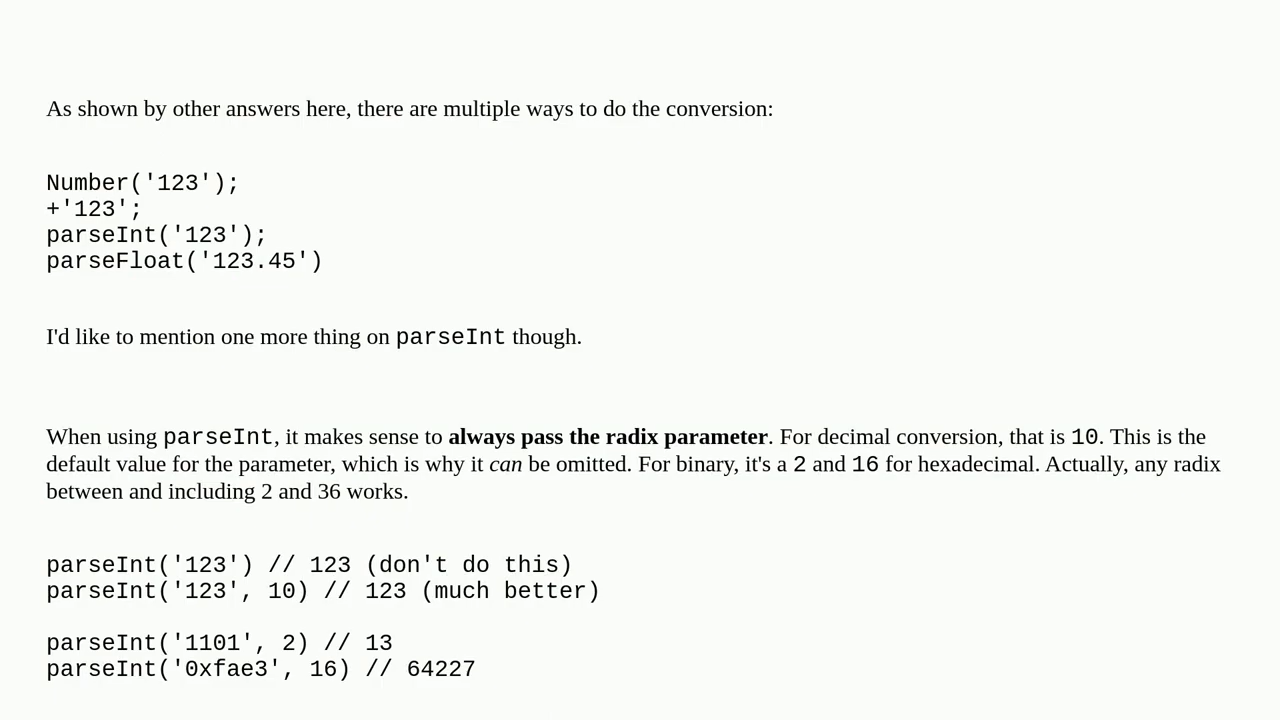 As shown by other answers here, there are multiple ways to do the conversion:
Number('123');
+'123';
parseInt('123');
parseFloat('123.45')
I'd like to mention one more thing on parseInt though.
When using parseInt, it makes sense to always pass the radix parameter. For decimal conversion, that is 10. This is the
default value for the parameter, which is why it can be omitted. For binary, it's a 2 and 16 for hexadecimal. Actually, any radix
between and including 2 and 36 works.
parseInt('123') // 123 (don't do this)
parseInt('123', 10) // 123 (much better)
parseInt('1101', 2) // 13
parseInt('0xfae3', 16) // 64227